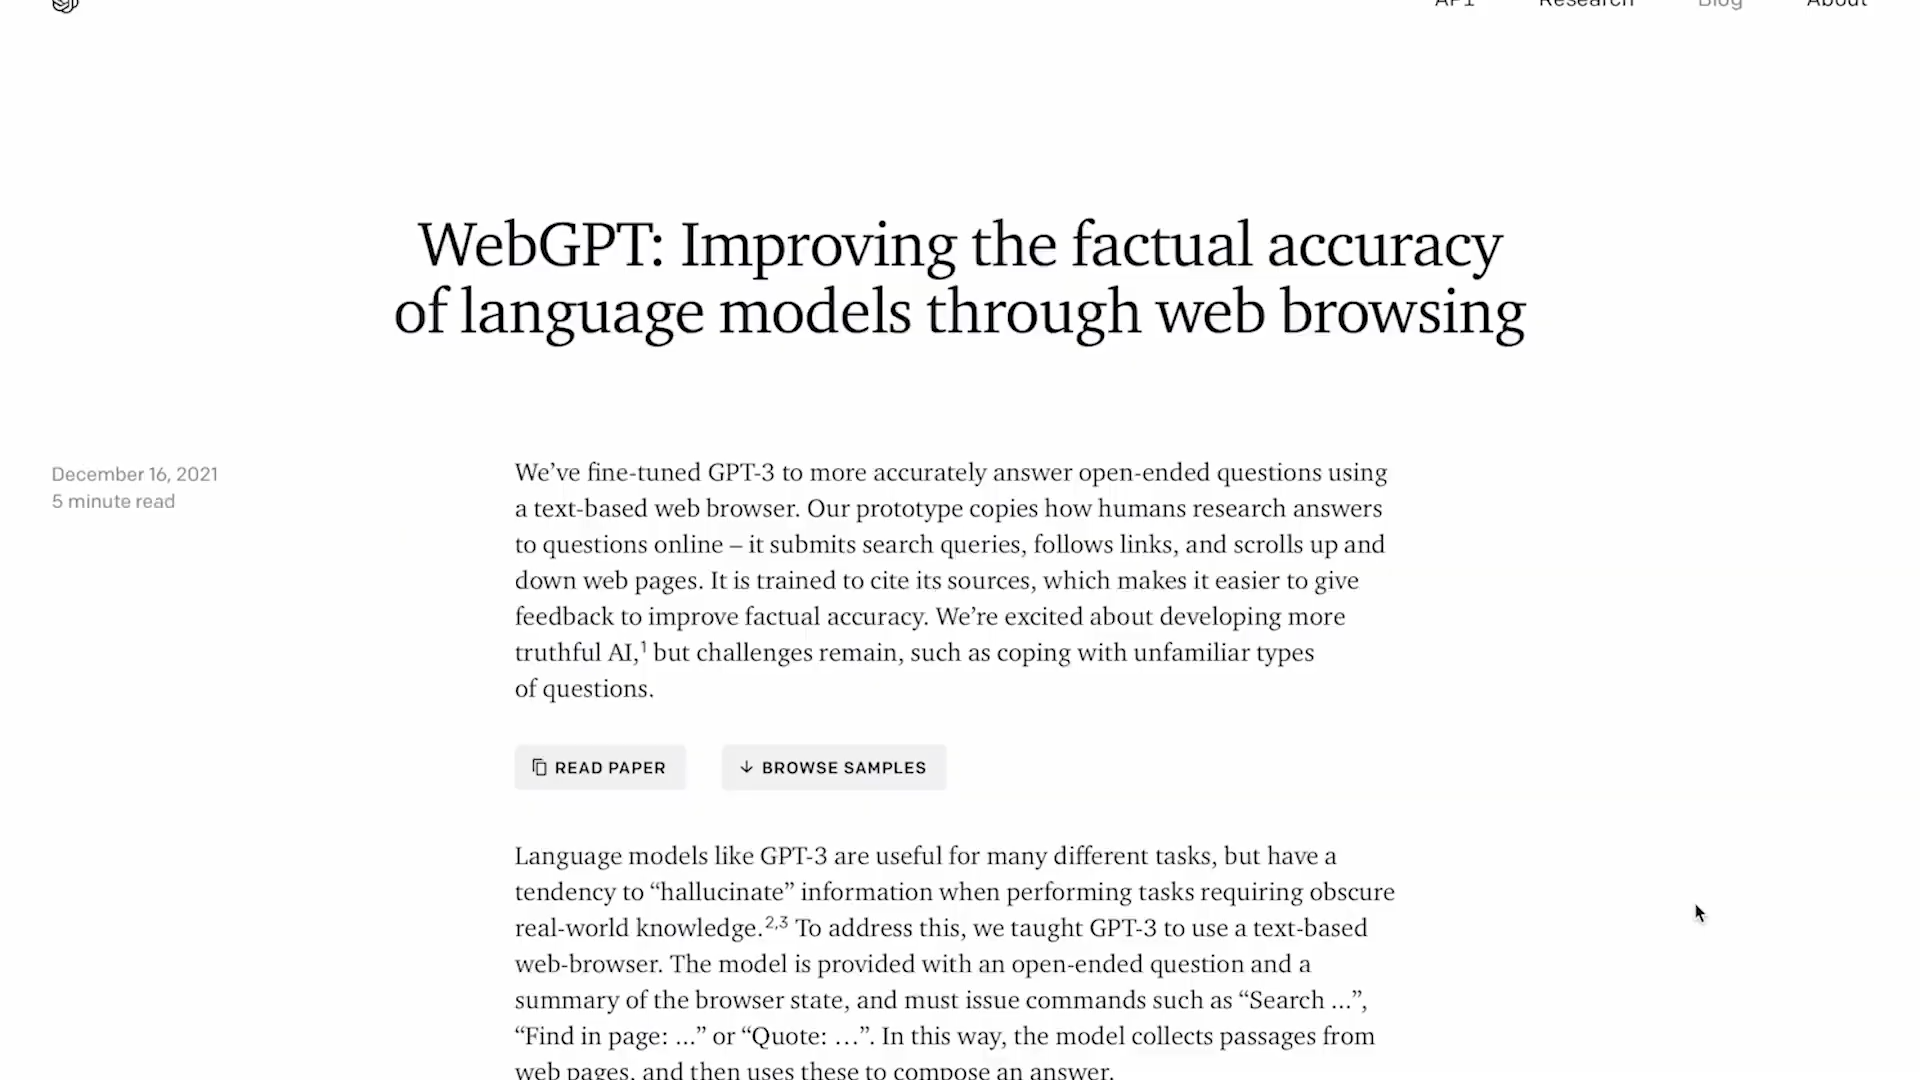 API Research Blog About
WebGPT: Improving the factual accuracy
of language models through web browsing
December 16, 2021
5 minute read
We’ve fine-tuned GPT-3 to more accurately answer open-ended questions using
a text-based web browser. Our prototype copies how humans research answers
to questions online – it submits search queries, follows links, and scrolls up and
down web pages. It is trained to cite its sources, which makes it easier to give
feedback to improve factual accuracy. We’re excited about developing more
truthful AI,¹ but challenges remain, such as coping with unfamiliar types
of questions.
READ PAPER
BROWSE SAMPLES
Language models like GPT-3 are useful for many different tasks, but have a
tendency to “hallucinate” information when performing tasks requiring obscure
real-world knowledge.²,³ To address this, we taught GPT-3 to use a text-based
web-browser. The model is provided with an open-ended question and a
summary of the browser state, and must issue commands such as “Search ...”,
“Find in page: ...” or “Quote: …”. In this way, the model collects passages from
web pages, and then uses these to compose an answer.